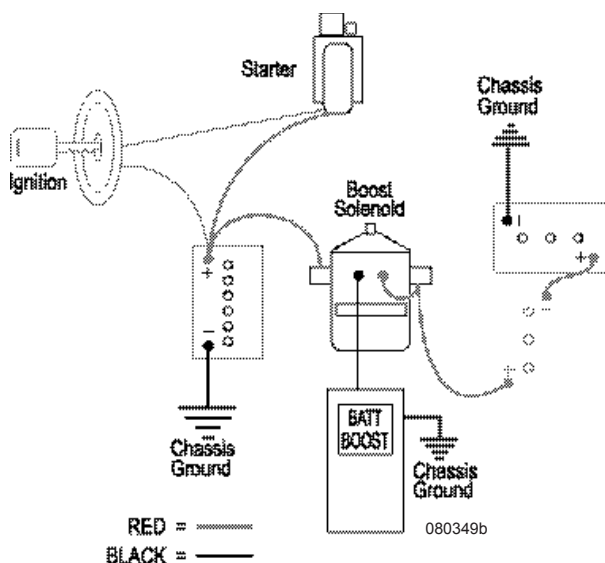 Starter
Chassis
Ground
Ignition
Boost
Solenoid
+
−
−
+
−
+
BATT
BOOST
Chassis
Ground
Chassis
Ground
RED =
BLACK =
080349b